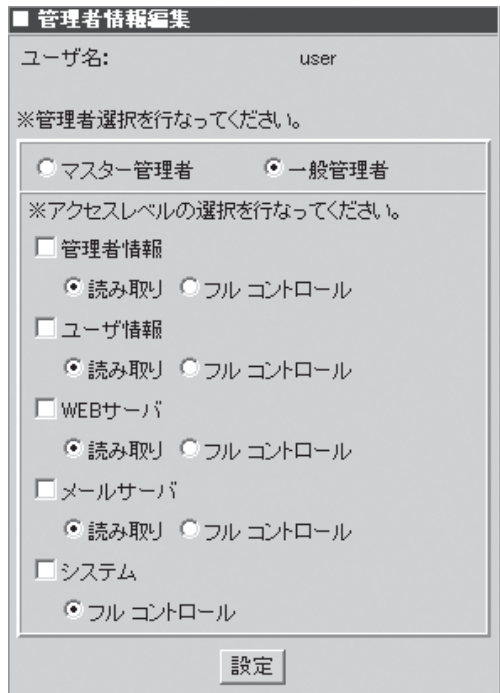 ■ 管理者情報編集
ユーザ名: user
※管理者選択を行なってください。
マスター管理者 一般管理者
※アクセスレベルの選択を行なってください。
管理者情報
読み取り フル コントロール
ユーザ情報
読み取り フル コントロール
WEBサーバ
読み取り フル コントロール
メールサーバ
読み取り フル コントロール
システム
フル コントロール
設定